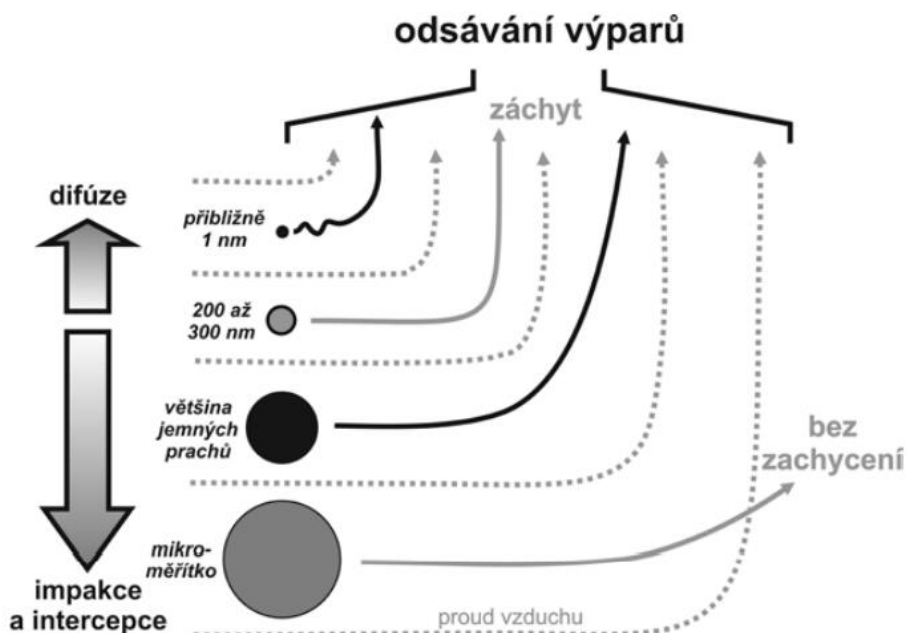 odsávání výparů
záchyt
difúze
přibližně
1 nm
200 až
300 nm
většina
jemných
prachů
bez
zachycení
mikro-
měřítko
impakce
a intercepce
proud vzduchu